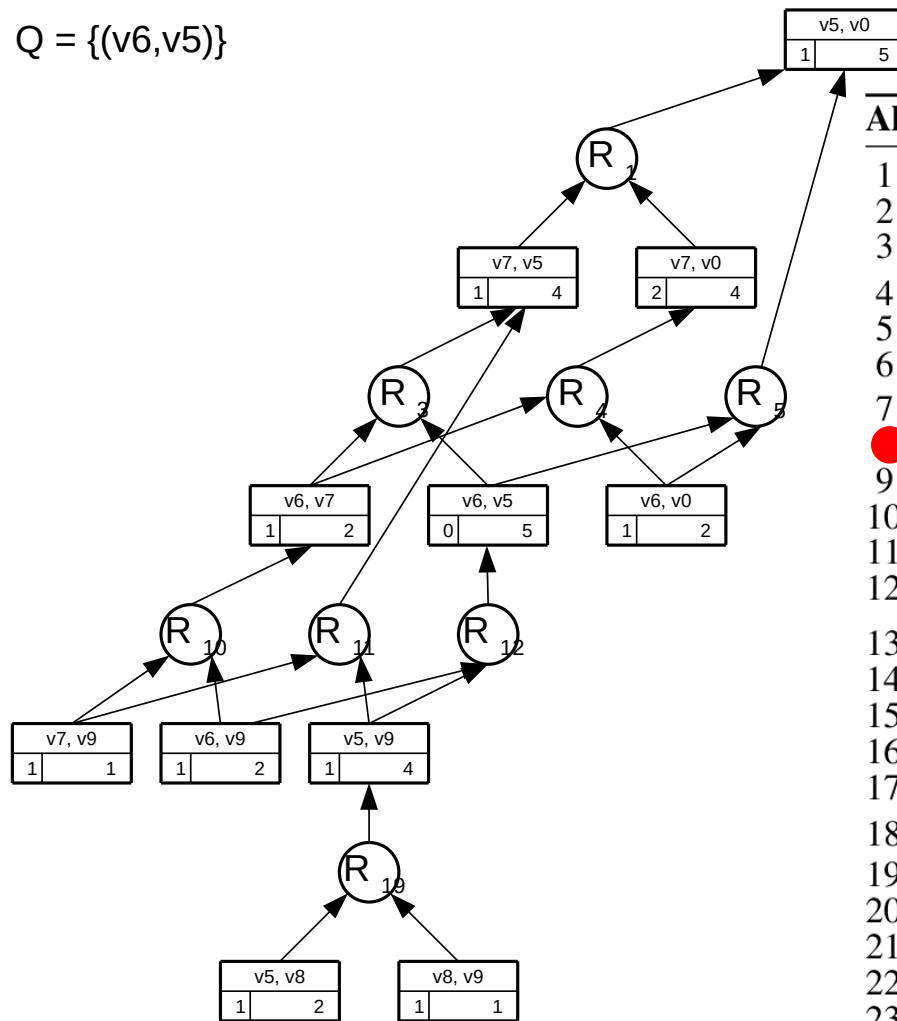 Q = {(v6,v5)}
v5, v0
1 5
Al
R 1
1
2
3
v7, v5
1 4
v7, v0
2 4
4
5
6
R 3
R 4
R 5
7
9
v6, v7
1 2
v6, v5
0 5
v6, v0
1 2
10
11
12
R 10
R 11
R 12
13
14
15
v7, v9
1 1
v6, v9
1 2
v5, v9
1 4
16
17
18
R 19
19
20
21
v5, v8
1 2
v8, v9
1 1
22
23